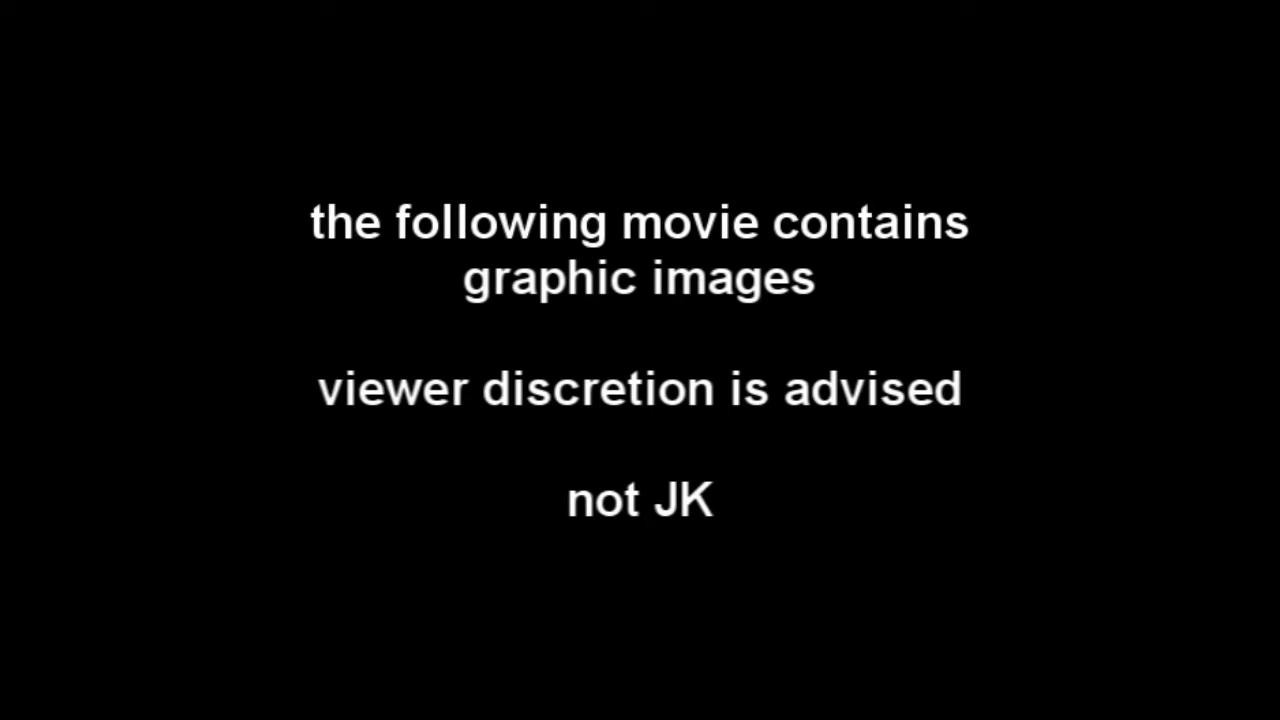 the following movie contains
graphic images
viewer discretion is advised
not JK